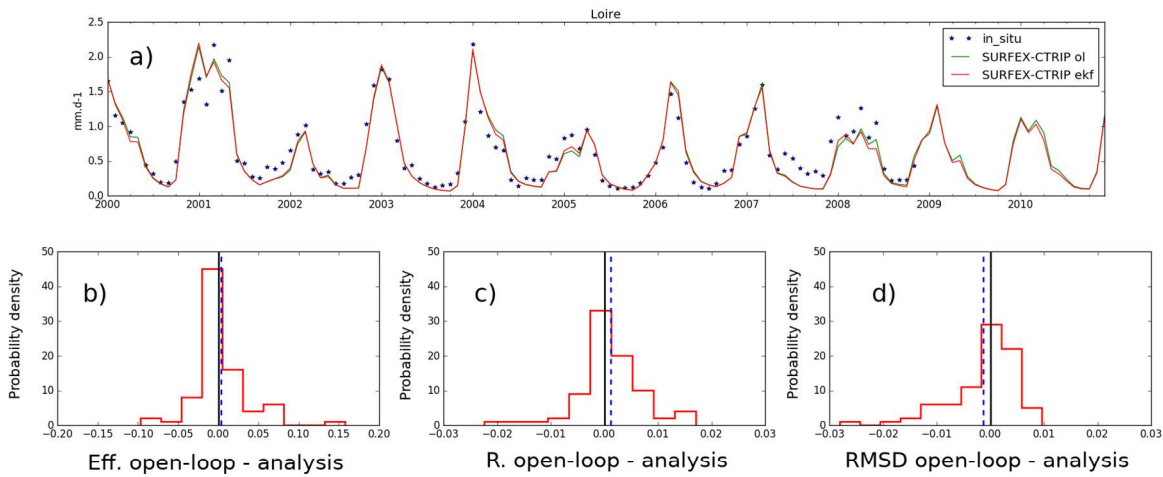 Loire
2.5
2.0
1.5
1.0
0.5
0.0
mm.d-1
a)
in_situ
SURFEX-CTRIP ol
SURFEX-CTRIP ekf
2000 2001 2002 2003 2004 2005 2006 2007 2008 2009 2010
50
40
30
20
10
0
Probability density
b)
−0.20 −0.15 −0.10 −0.05 0.00 0.05 0.10 0.15 0.20
Eff. open-loop - analysis
50
40
30
20
10
0
Probability density
c)
−0.03 −0.02 −0.01 0.00 0.01 0.02 0.03
R. open-loop - analysis
50
40
30
20
10
0
Probability density
d)
−0.03 −0.02 −0.01 0.00 0.01 0.02 0.03
RMSD open-loop - analysis